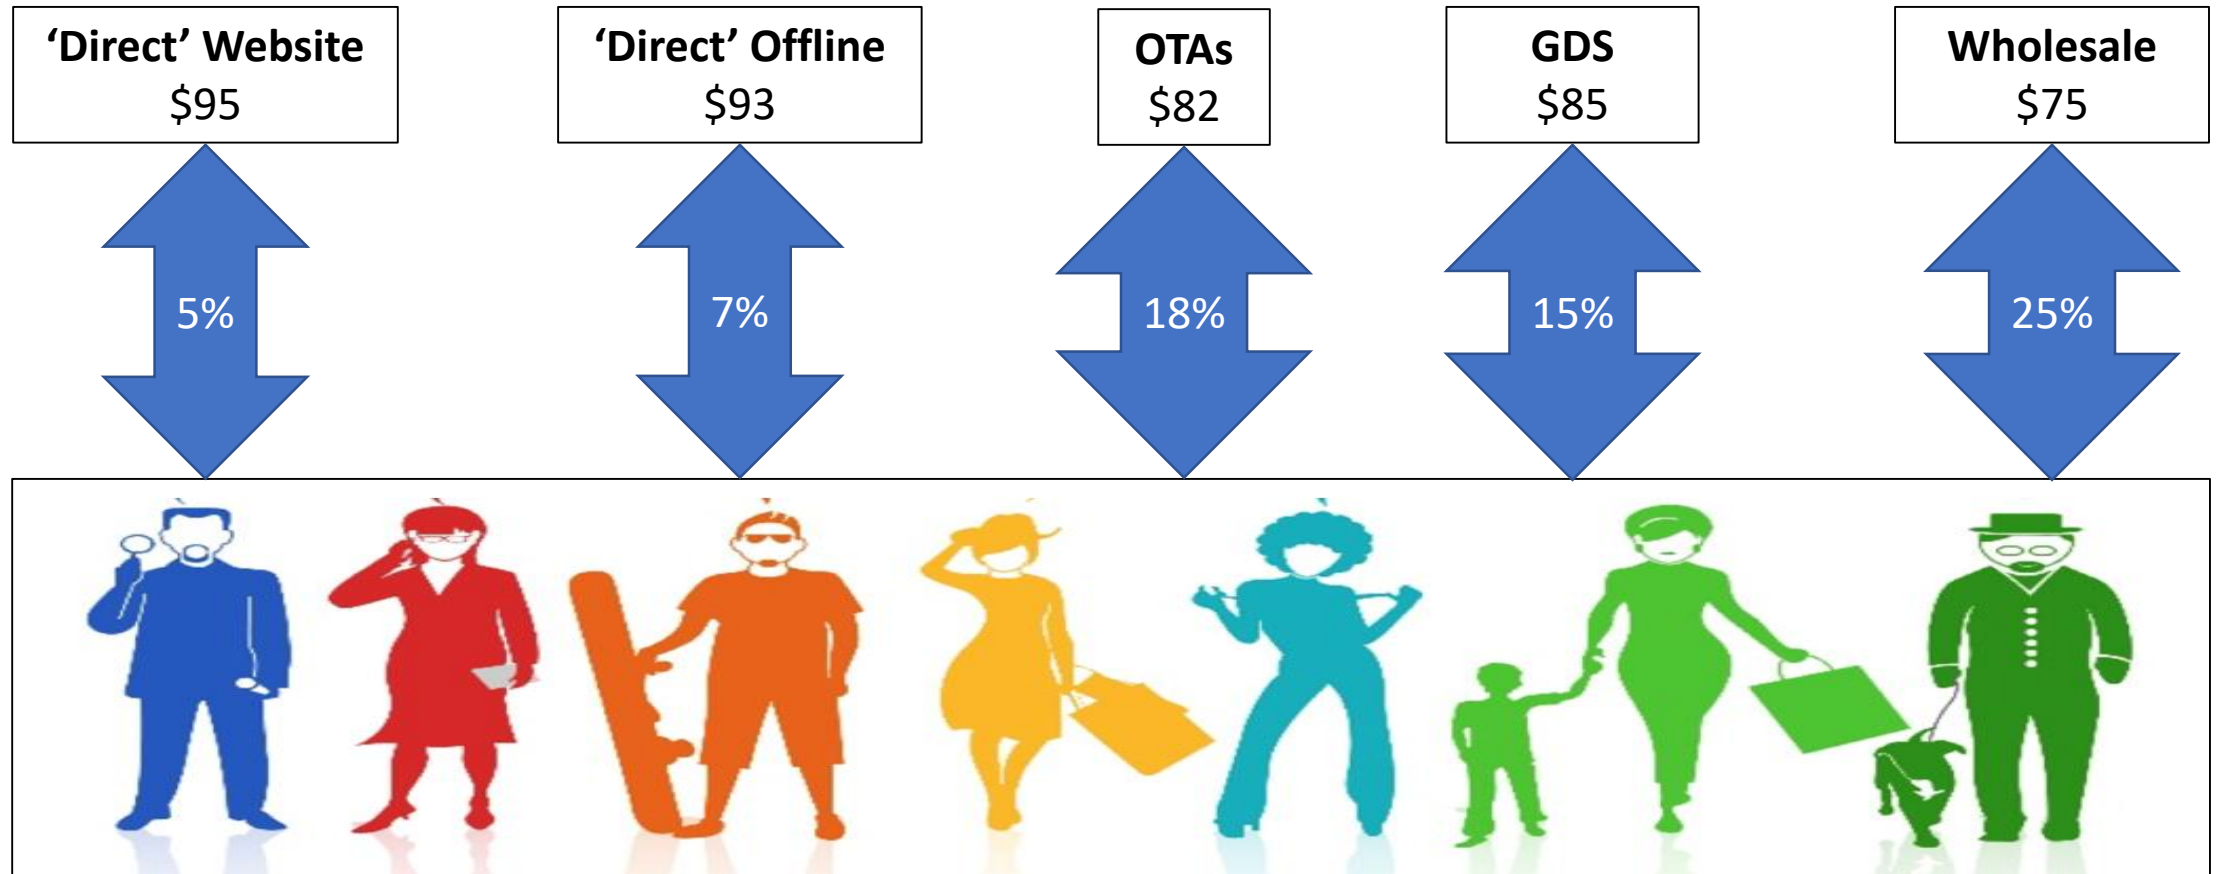 ‘Direct’ Website
$95
‘Direct’ Offline
$93
OTAs
$82
GDS
$85
Wholesale
$75
5%
7%
18%
15%
25%